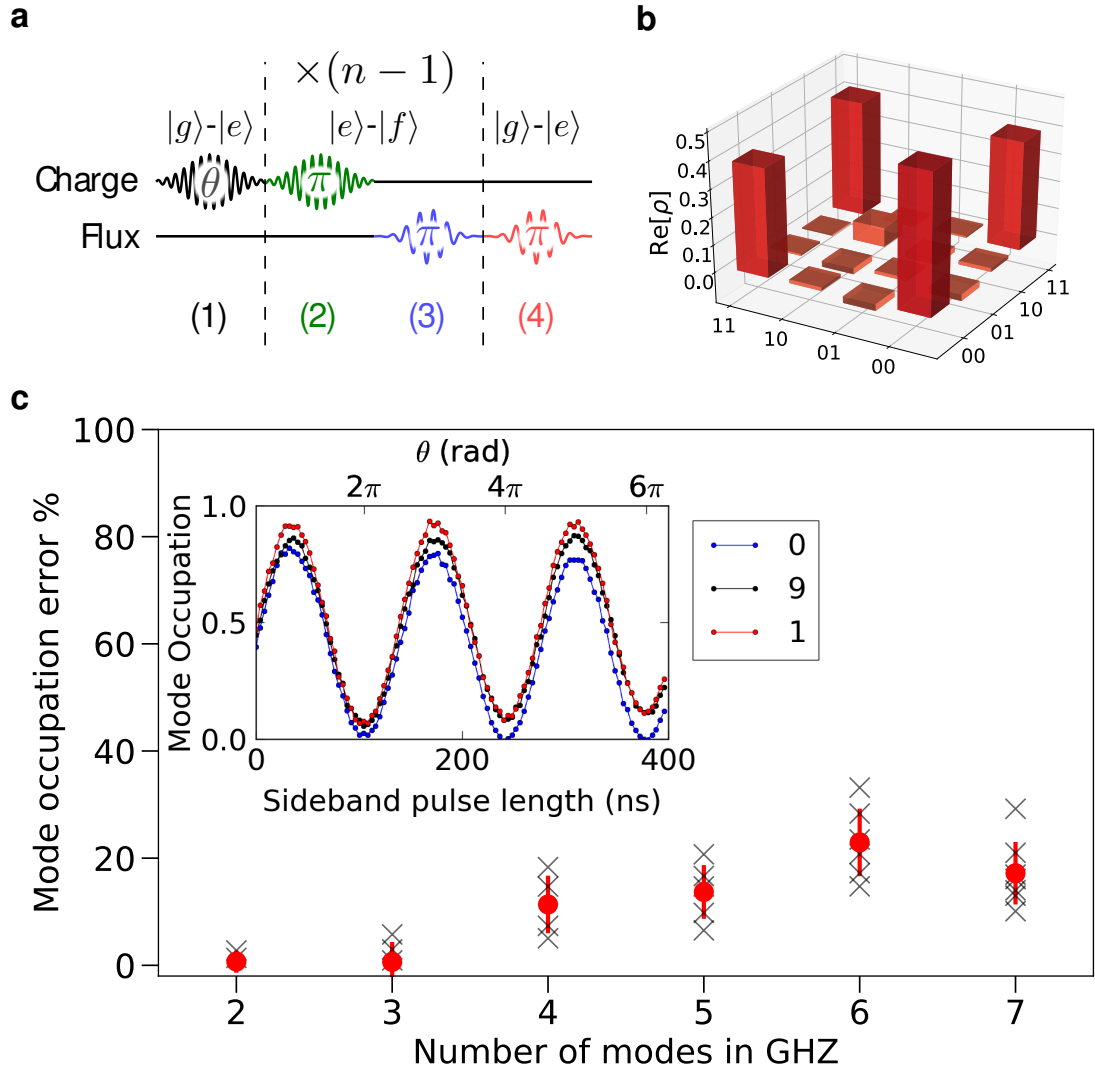 a
×(n − 1)
|g⟩-|e⟩ |e⟩-|f⟩ |g⟩-|e⟩
Charge θ π
Flux π π
(1) (2) (3) (4)
b
Re[ρ]
0.5
0.4
0.3
0.2
0.1
0.0
11 10 01 00
00 01 10 11
c
Mode occupation error %
100
80
60
40
20
0
2 3 4 5 6 7
Number of modes in GHZ
θ (rad)
2π 4π 6π
Mode Occupation
1.0
0.5
0.0
0 200 400
Sideband pulse length (ns)
0
9
1